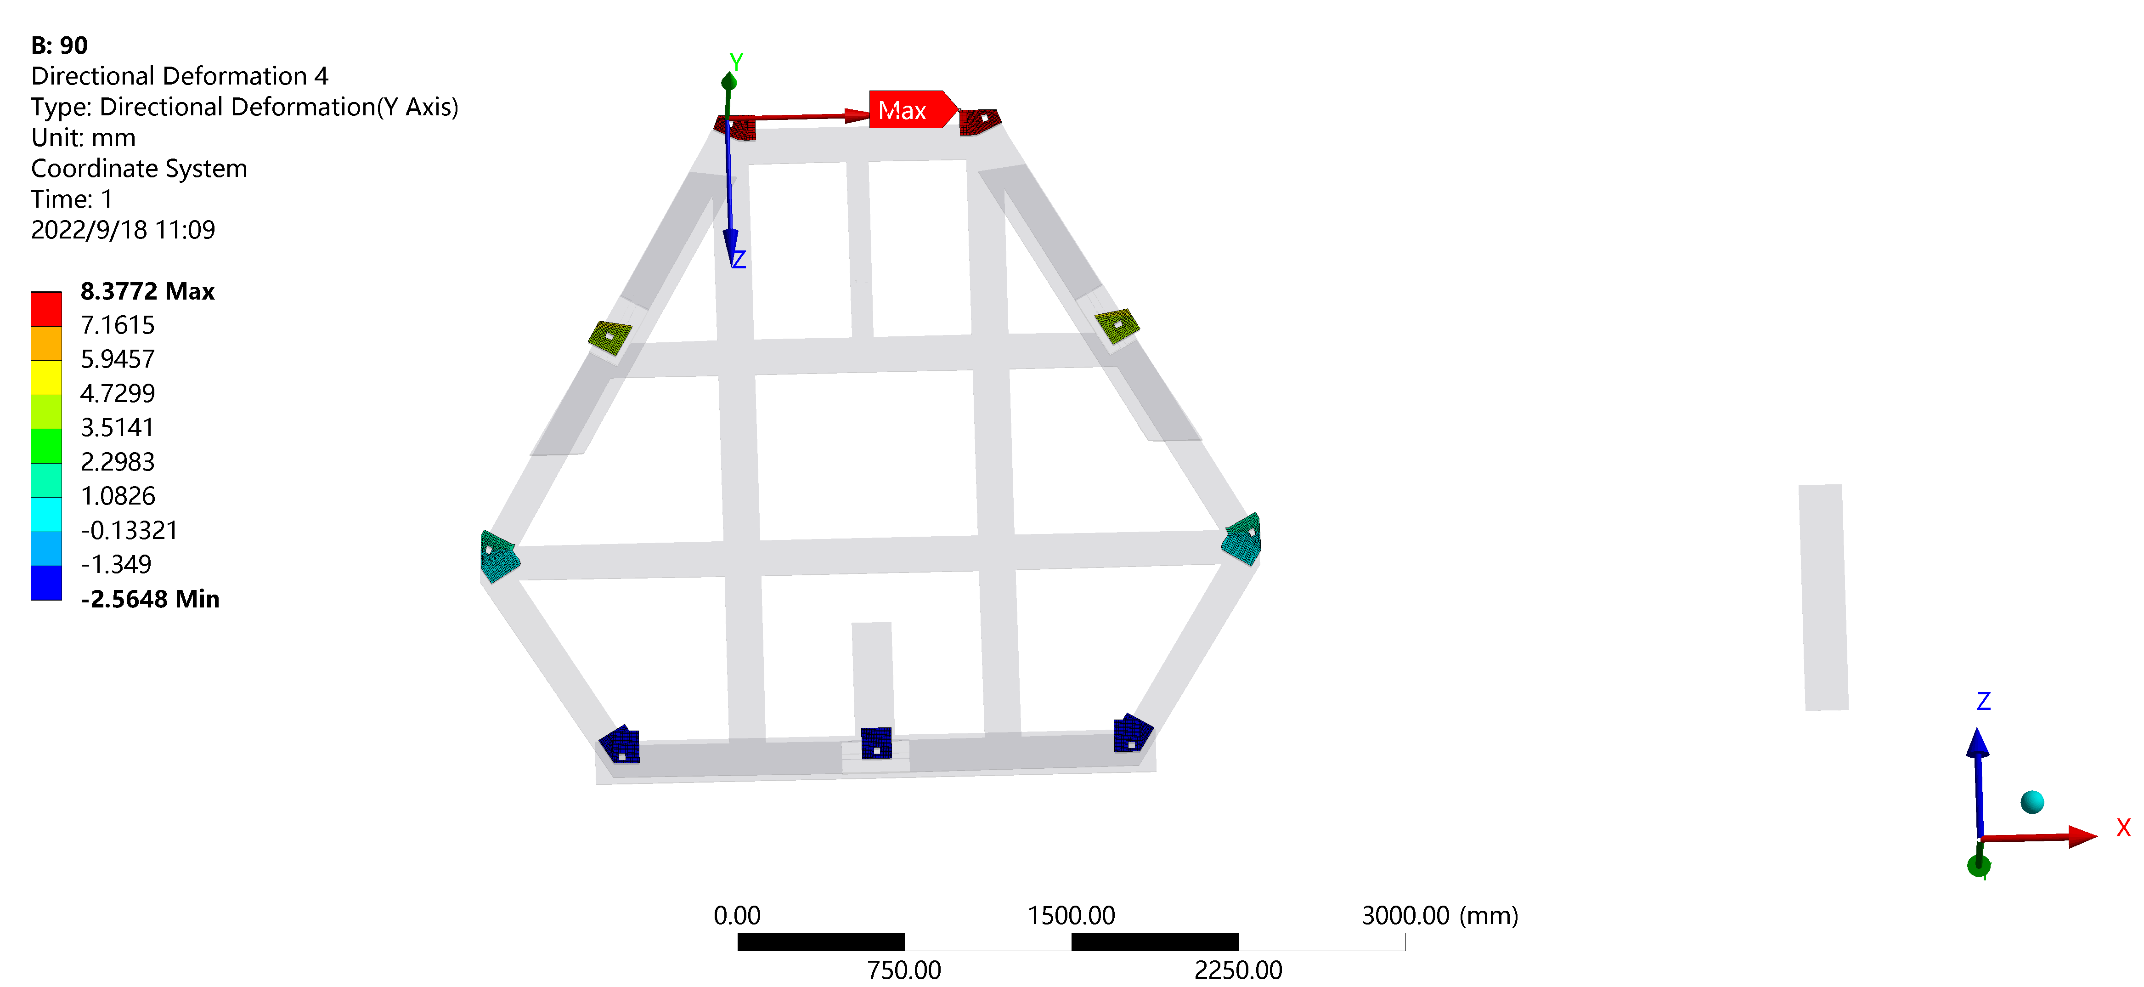 B: 90
Directional Deformation 4
Type: Directional Deformation(Y Axis)
Unit: mm
Coordinate System
Time: 1
2022/9/18 11:09
8.3772 Max
7.1615
5.9457
4.7299
3.5141
2.2983
1.0826
-0.13321
-1.349
-2.5648 Min
Y
Max
Z
Z
X
0.00 1500.00 3000.00 (mm)
750.00 2250.00